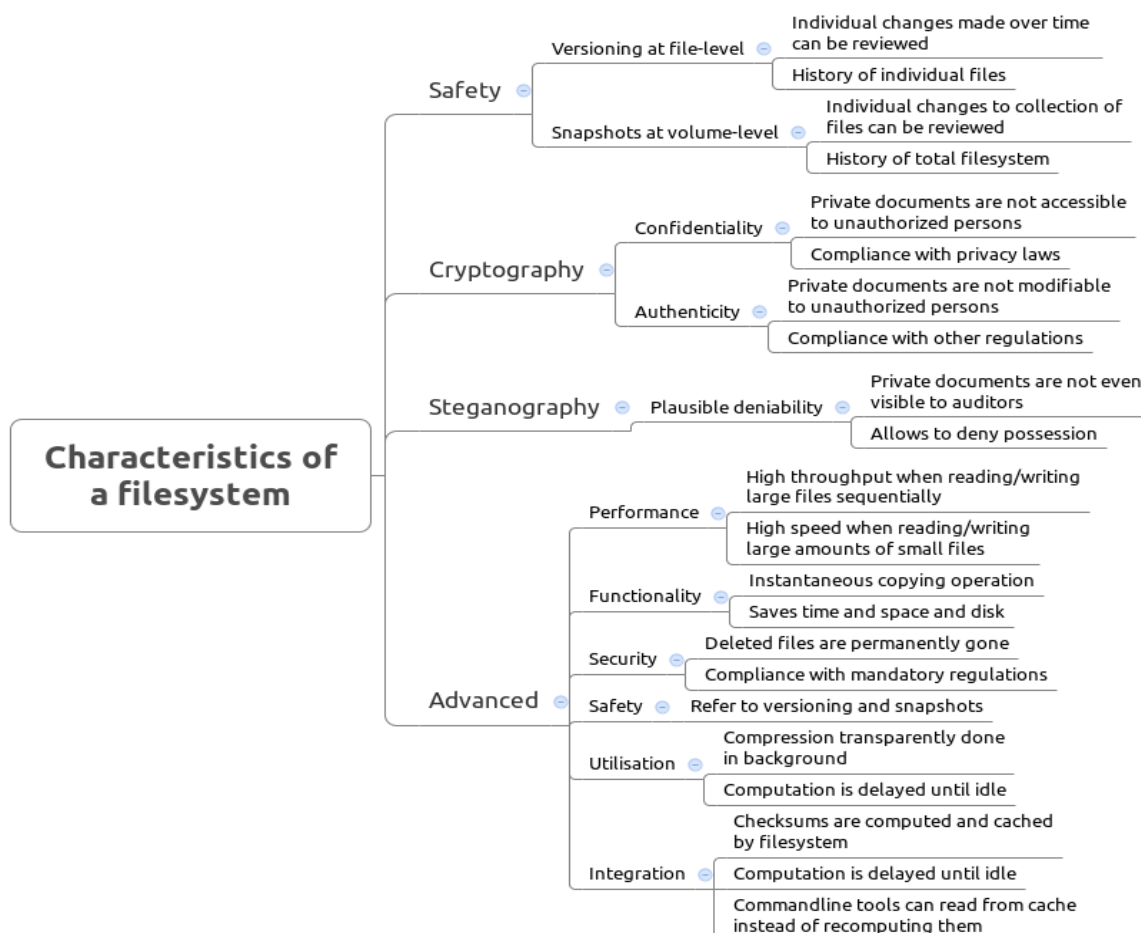 Characteristics of
a filesystem
Safety
Versioning at file-level
Individual changes made over time
can be reviewed
History of individual files
Snapshots at volume-level
Individual changes to collection of
files can be reviewed
History of total filesystem
Cryptography
Confidentiality
Private documents are not accessible
to unauthorized persons
Compliance with privacy laws
Authenticity
Private documents are not modifiable
to unauthorized persons
Compliance with other regulations
Steganography
Plausible deniability
Private documents are not even
visible to auditors
Allows to deny possession
Advanced
Performance
High throughput when reading/writing
large files sequentially
High speed when reading/writing
large amounts of small files
Functionality
Instantaneous copying operation
Saves time and space and disk
Security
Deleted files are permanently gone
Compliance with mandatory regulations
Safety
Refer to versioning and snapshots
Utilisation
Compression transparently done
in background
Computation is delayed until idle
Integration
Checksums are computed and cached
by filesystem
Computation is delayed until idle
Commandline tools can read from cache
instead of recomputing them